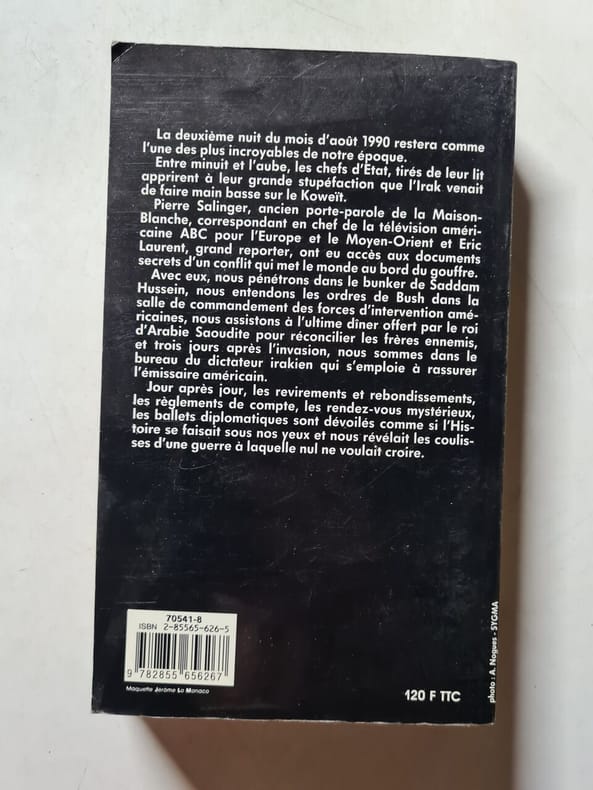 La deuxième nuit du mois d'août 1990 restera comme
l'une des plus incroyables de notre époque.
Entre minuit et l'aube, les chefs d'État, tirés de leur lit
apprirent à leur grande stupéfaction que l'Irak venait
de faire main basse sur le Koweït.
Pierre Salinger, ancien porte-parole de la Maison-
Blanche, correspondant en chef de la télévision améri-
caine ABC pour l'Europe et le Moyen-Orient et Eric
Laurent, grand reporter, ont eu accès aux documents
secrets d'un conflit qui met le monde au bord du gouffre.
Avec eux, nous pénétrons dans le bunker de Saddam
Hussein, nous entendons les ordres de Bush dans la
salle de commandement des forces d'intervention amé-
ricaines, nous assistons à l'ultime dîner offert par le roi
d'Arabie Saoudite pour réconcilier les frères ennemis,
et trois jours après l'invasion, nous sommes dans le
bureau du dictateur irakien qui s'emploie à rassurer
l'émissaire américain.
Jour après jour, les revirements et rebondissements,
les règlements de compte, les rendez-vous mystérieux,
les ballets diplomatiques sont dévoilés comme si l'His-
toire se faisait sous nos yeux et nous révélait les coulis-
ses d'une guerre à laquelle nul ne voulait croire.
70541-8
ISBN 2-85565-626-5
9 782855 656267
Maquette Jérôme Lo Monaco
120 F TTC
photo : A. Nogues - SYGMA